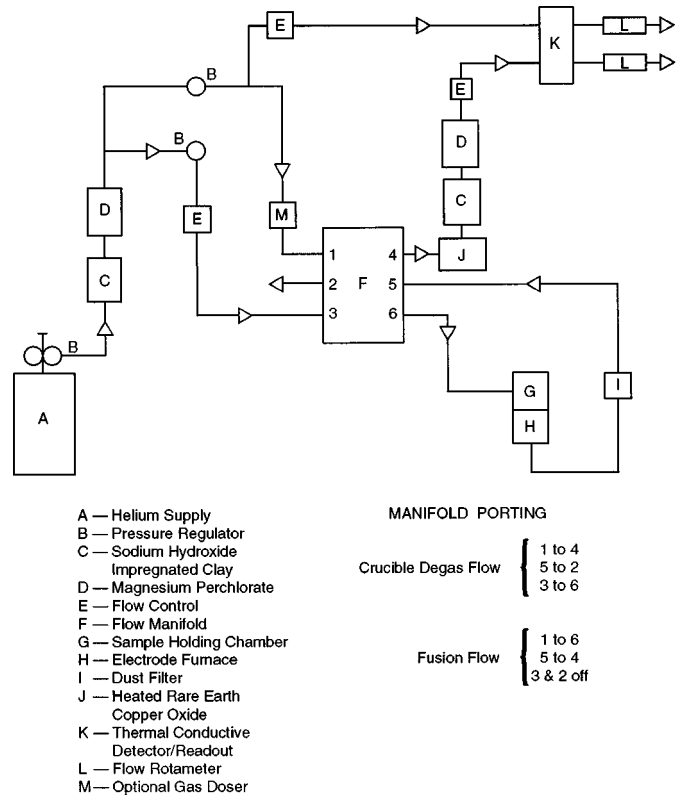 E
L
K
B
L
E
B
D
D
E
M
C
C
1 4 J
2 F 5
3 6
B
A
I
G
H
A — Helium Supply
B — Pressure Regulator
C — Sodium Hydroxide
Impregnated Clay
D — Magnesium Perchlorate
E — Flow Control
F — Flow Manifold
G — Sample Holding Chamber
H — Electrode Furnace
I — Dust Filter
J — Heated Rare Earth
Copper Oxide
K — Thermal Conductive
Detector/Readout
L — Flow Rotameter
M — Optional Gas Doser
MANIFOLD PORTING
Crucible Degas Flow
1 to 4
5 to 2
3 to 6
Fusion Flow
1 to 6
5 to 4
3 & 2 off